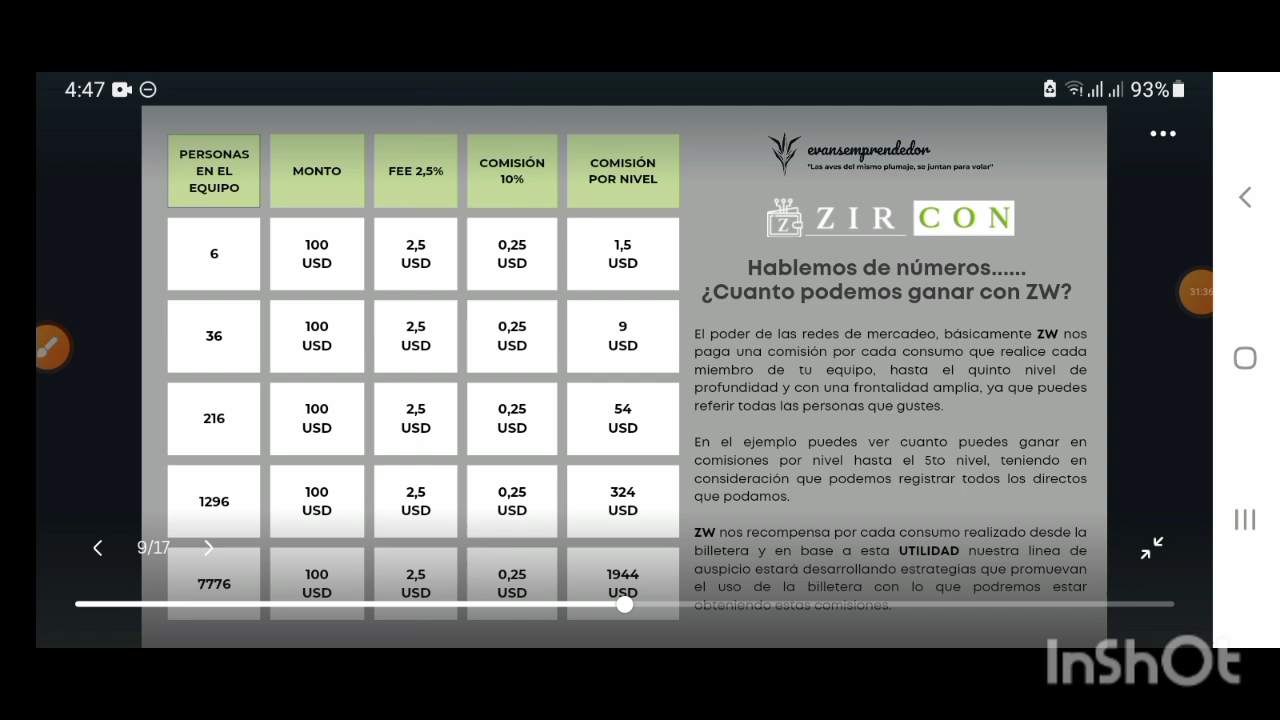 4:47
93%
PERSONAS
EN EL
EQUIPO
MONTO
FEE 2,5%
COMISIÓN
10%
COMISIÓN
POR NIVEL
6
100
USD
2,5
USD
0,25
USD
1,5
USD
36
100
USD
2,5
USD
0,25
USD
9
USD
216
100
USD
2,5
USD
0,25
USD
54
USD
1296
100
USD
2,5
USD
0,25
USD
324
USD
7776
100
USD
2,5
USD
0,25
USD
1944
USD
9/17
evansemprendedor
"Las aves del mismo plumaje, se juntan para volar"
Z
ZIRCON
Hablemos de números......
¿Cuanto podemos ganar con ZW?
El poder de las redes de mercadeo, básicamente ZW nos
paga una comisión por cada consumo que realice cada
miembro de tu equipo, hasta el quinto nivel de
profundidad y con una frontalidad amplia, ya que puedes
referir todas las personas que gustes.
En el ejemplo puedes ver cuanto puedes ganar en
comisiones por nivel hasta el 5to nivel, teniendo en
consideración que podemos registrar todos los directos
que podamos.
ZW nos recompensa por cada consumo realizado desde la
billetera y en base a esta UTILIDAD nuestra linea de
auspicio estará desarrollando estrategias que promuevan
el uso de la billetera con lo que podremos estar
obteniendo estas comisiones.
31:36
InShOt